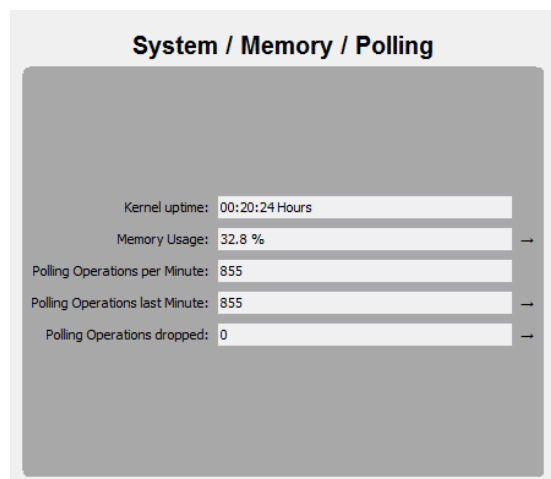 System / Memory / Polling
Kernel uptime: 00:20:24 Hours
Memory Usage: 32.8 % →
Polling Operations per Minute: 855
Polling Operations last Minute: 855 →
Polling Operations dropped: 0 →